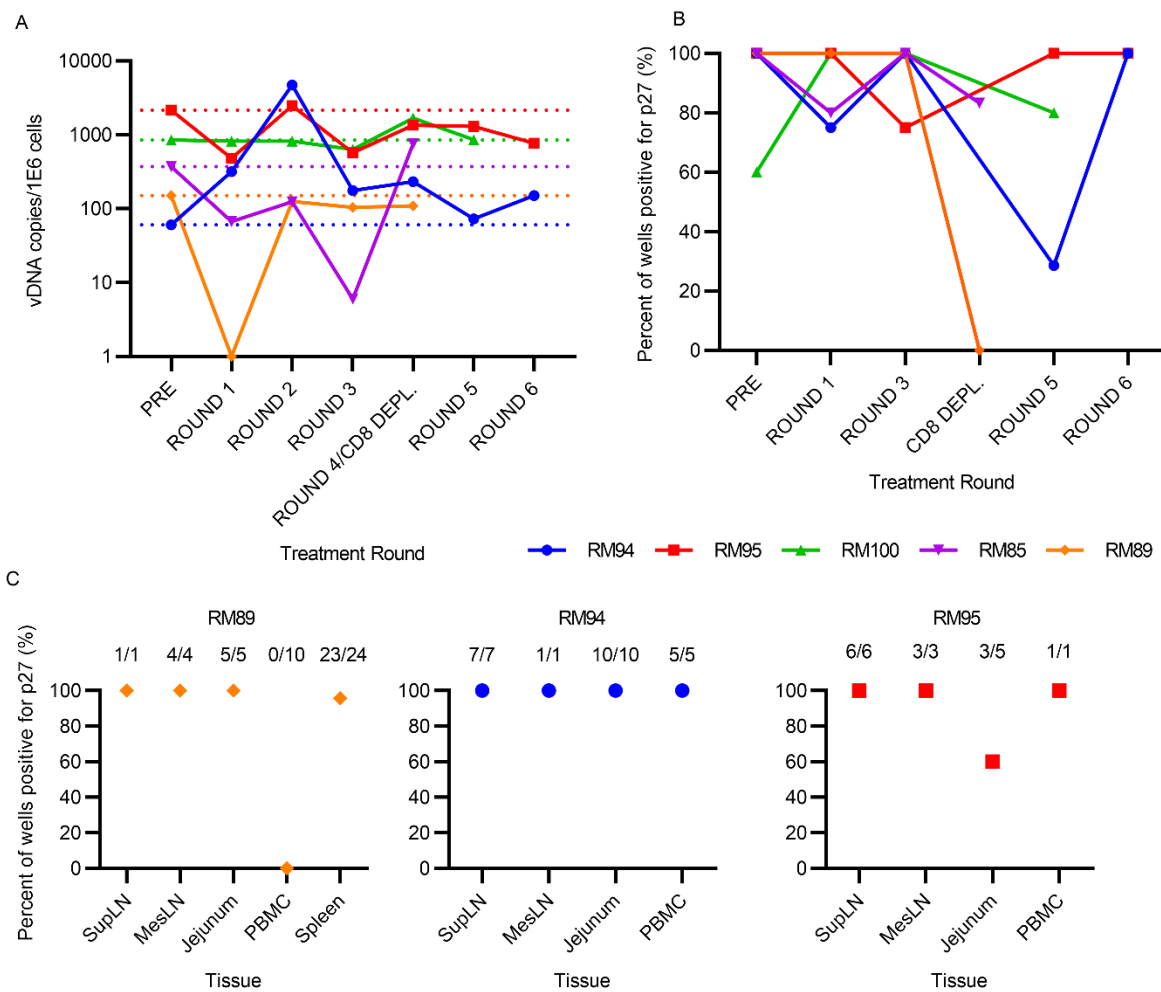 A
vDNA copies/1E6 cells
10000
1000
100
10
1
PRE
ROUND 1
ROUND 2
ROUND 3
ROUND 4/CD8 DEPL.
ROUND 5
ROUND 6
Treatment Round
B
Percent of wells positive for p27 (%)
100
80
60
40
20
0
PRE
ROUND 1
ROUND 3
CD8 DEPL.
ROUND 5
ROUND 6
Treatment Round
RM94 RM95 RM100 RM85 RM89
C
Percent of wells positive for p27 (%)
RM89
1/1 4/4 5/5 0/10 23/24
100
80
60
40
20
0
SupLN
MesLN
Jejunum
PBMC
Spleen
Tissue
RM94
7/7 1/1 10/10 5/5
100
80
60
40
20
0
SupLN
MesLN
Jejunum
PBMC
Tissue
RM95
6/6 3/3 3/5 1/1
100
80
60
40
20
0
SupLN
MesLN
Jejunum
PBMC
Tissue